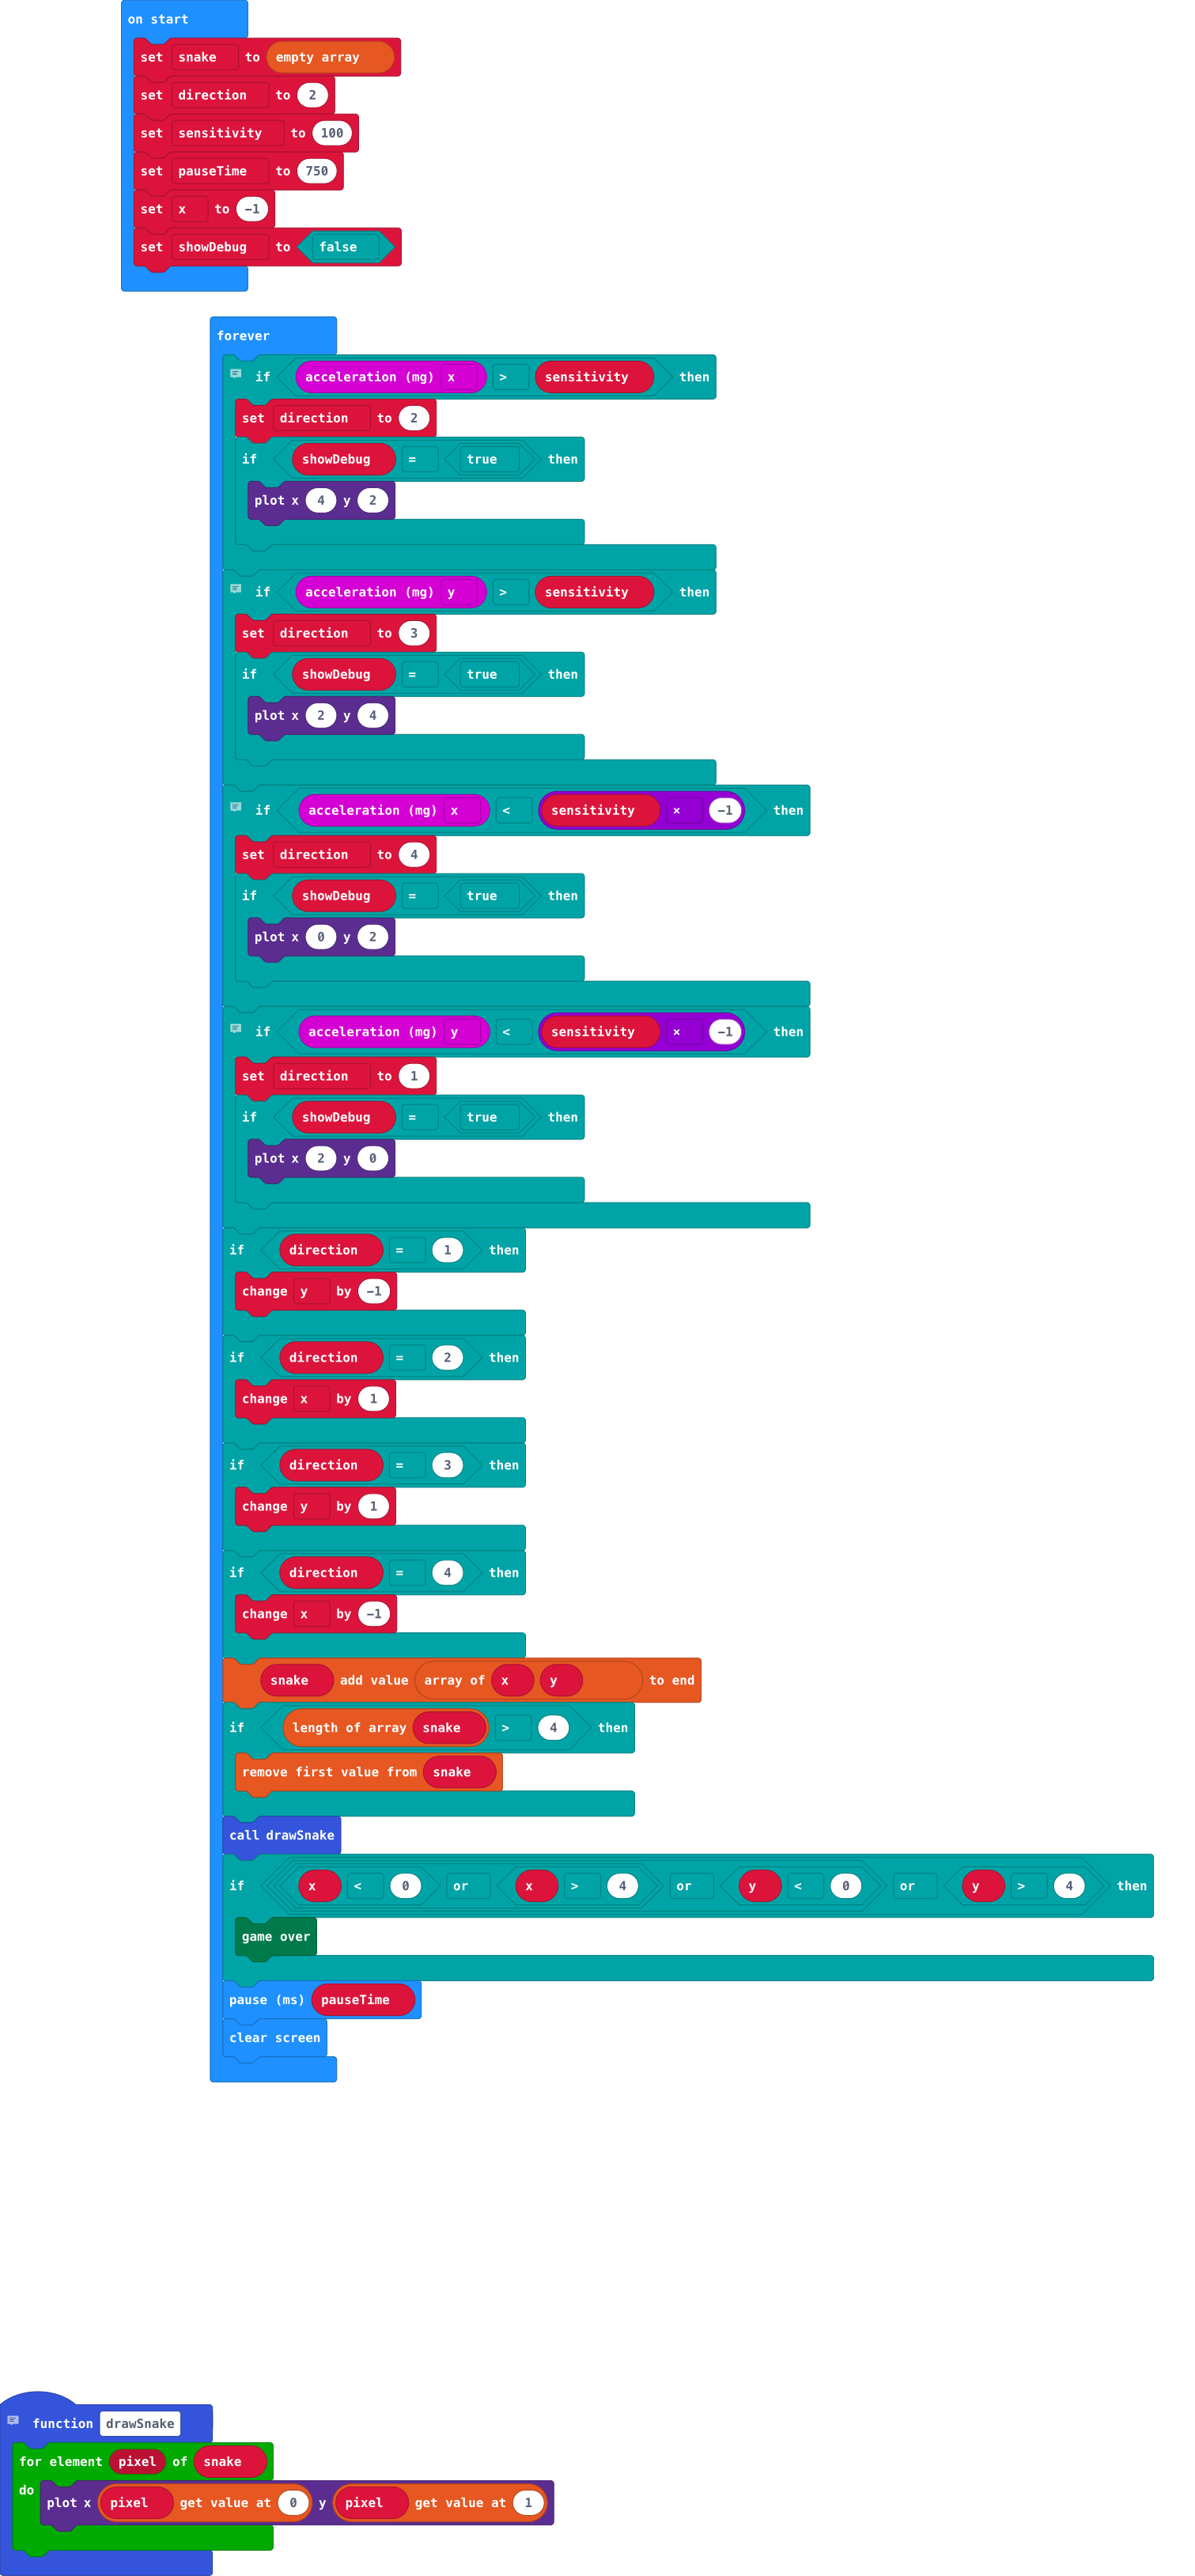 on start
set snake to empty array
set direction to 2
set sensitivity to 100
set pauseTime to 750
set x to −1
set showDebug to false
forever
if acceleration (mg) x > sensitivity then
set direction to 2
if showDebug = true then
plot x 4 y 2
if acceleration (mg) y > sensitivity then
set direction to 3
if showDebug = true then
plot x 2 y 4
if acceleration (mg) x < sensitivity × −1 then
set direction to 4
if showDebug = true then
plot x 0 y 2
if acceleration (mg) y < sensitivity × −1 then
set direction to 1
if showDebug = true then
plot x 2 y 0
if direction = 1 then
change y by −1
if direction = 2 then
change x by 1
if direction = 3 then
change y by 1
if direction = 4 then
change x by −1
snake add value array of x y to end
if length of array snake > 4 then
remove first value from snake
call drawSnake
if x < 0 or x > 4 or y < 0 or y > 4 then
game over
pause (ms) pauseTime
clear screen
function drawSnake
for element pixel of snake
do plot x pixel get value at 0 y pixel get value at 1